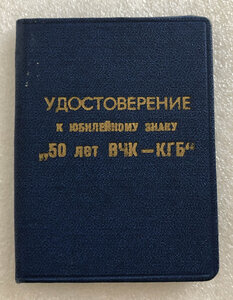 УДОСТОВЕРЕНИЕ
К ЮБИЛЕЙНОМУ ЗНАКУ
„50 лет ВЧК — КГБ“